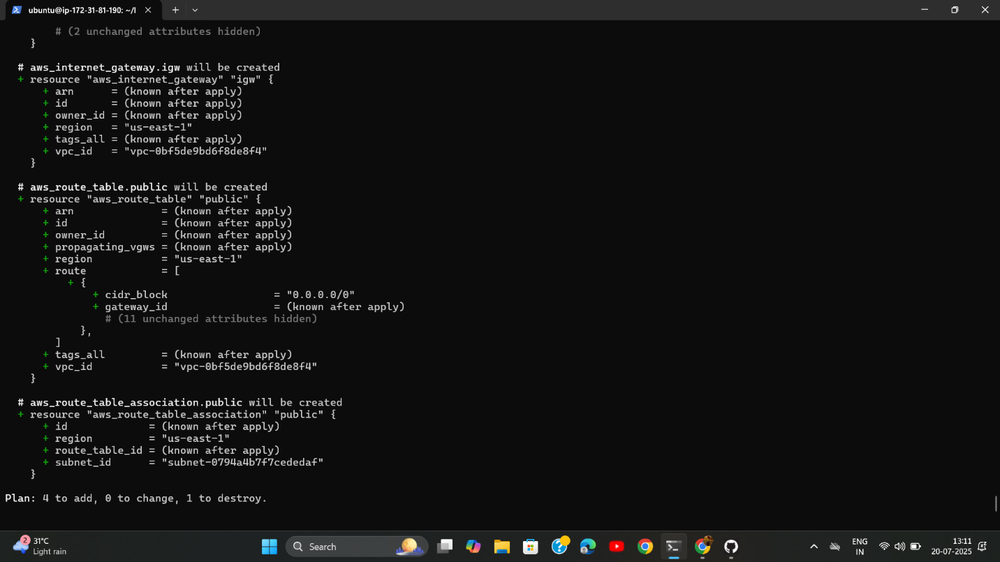 ubuntu@ip-172-31-81-190: ~/l
# (2 unchanged attributes hidden)
}
# aws_internet_gateway.igw will be created
+ resource "aws_internet_gateway" "igw" {
+ arn = (known after apply)
+ id = (known after apply)
+ owner_id = (known after apply)
+ region = "us-east-1"
+ tags_all = (known after apply)
+ vpc_id = "vpc-0bf5de9bd6f8de8f4"
}
# aws_route_table.public will be created
+ resource "aws_route_table" "public" {
+ arn = (known after apply)
+ id = (known after apply)
+ owner_id = (known after apply)
+ propagating_vgws = (known after apply)
+ region = "us-east-1"
+ route = [
+ {
+ cidr_block = "0.0.0.0/0"
+ gateway_id = (known after apply)
# (11 unchanged attributes hidden)
},
]
+ tags_all = (known after apply)
+ vpc_id = "vpc-0bf5de9bd6f8de8f4"
}
# aws_route_table_association.public will be created
+ resource "aws_route_table_association" "public" {
+ id = (known after apply)
+ region = "us-east-1"
+ route_table_id = (known after apply)
+ subnet_id = "subnet-0794a4b7f7cededaf"
}
Plan: 4 to add, 0 to change, 1 to destroy.
2
31°C
Light rain
Search
ENG
IN
13:11
20-07-2025